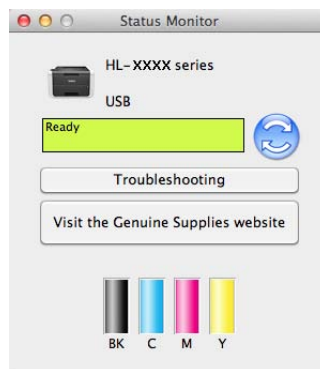 Status Monitor
HL-XXXX series
USB
Ready
Troubleshooting
Visit the Genuine Supplies website
BK C M Y